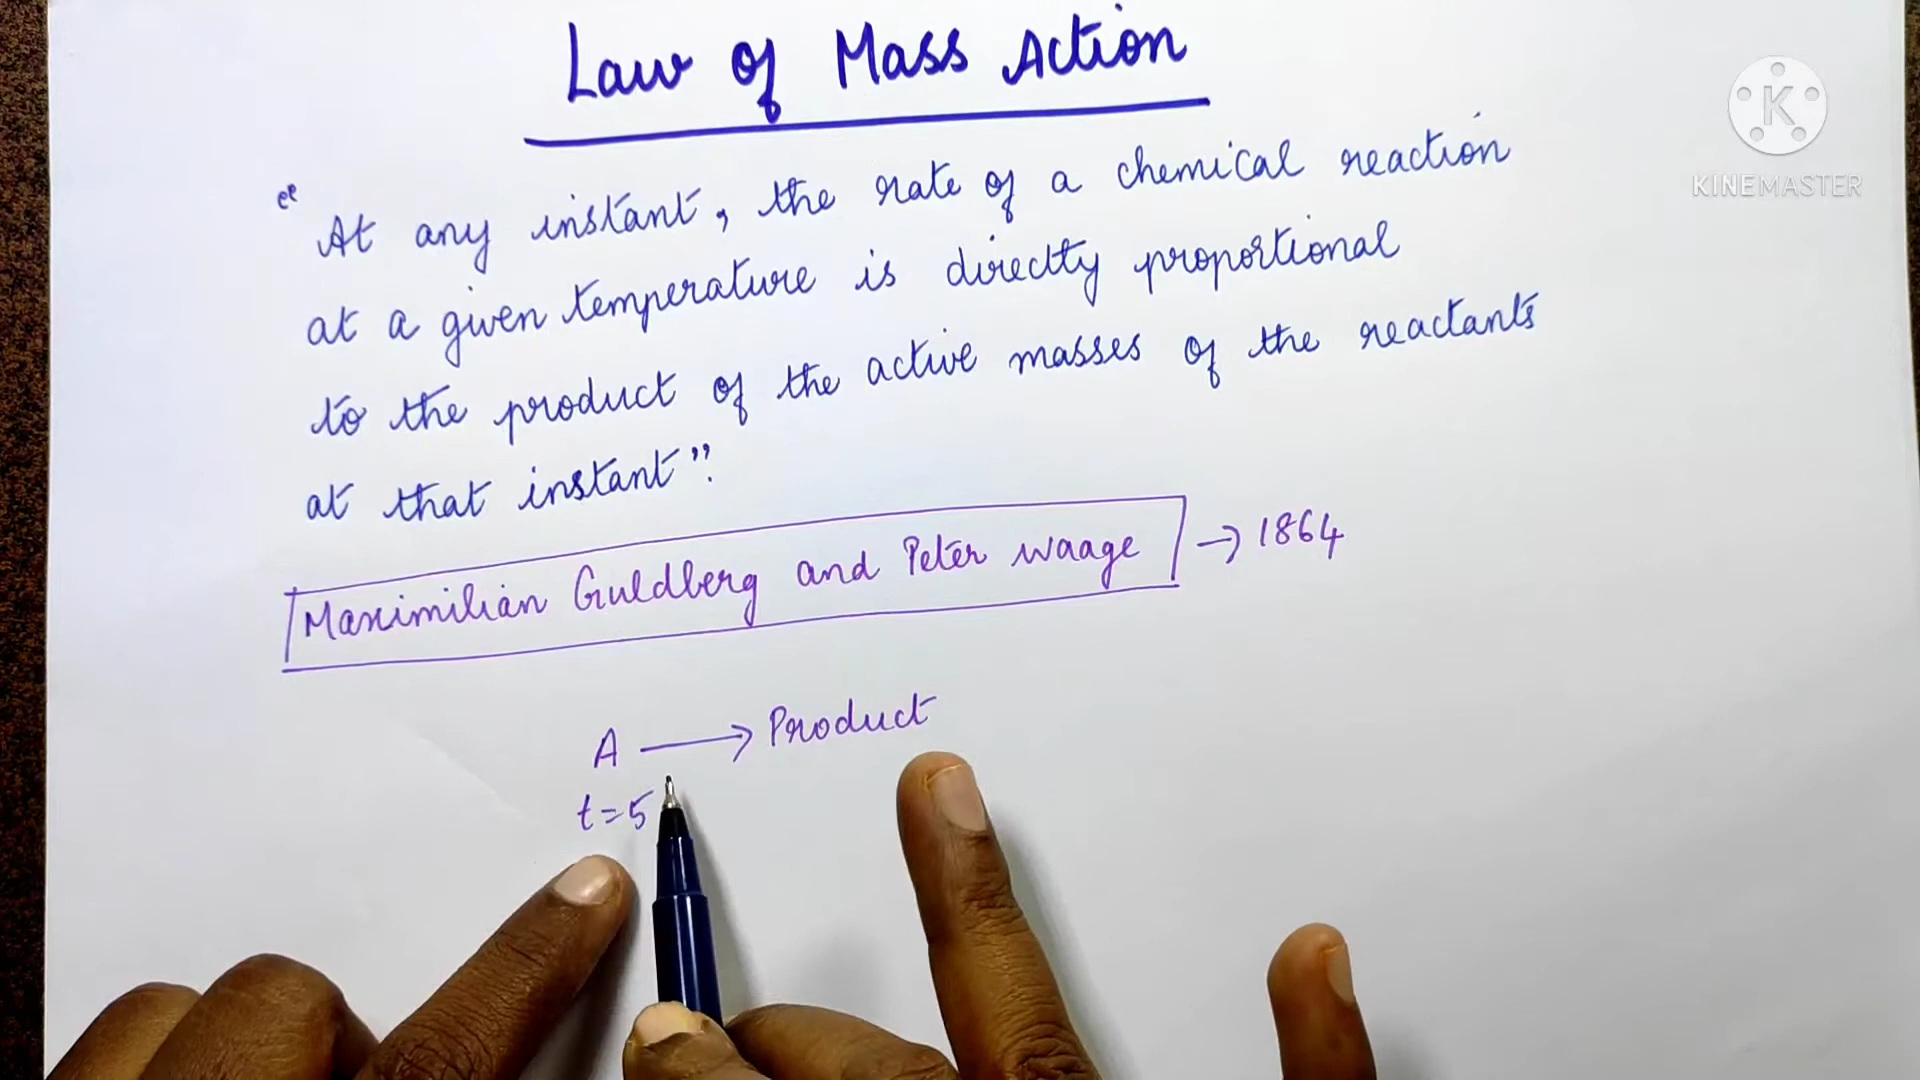 Law of Mass Action
K
KINEMASTER
"At any instant, the rate of a chemical reaction
at a given temperature is directly proportional
to the product of the active masses of the reactants
at that instant".
Maximilian Guldberg and Peter Waage → 1864
A → Product
t=5